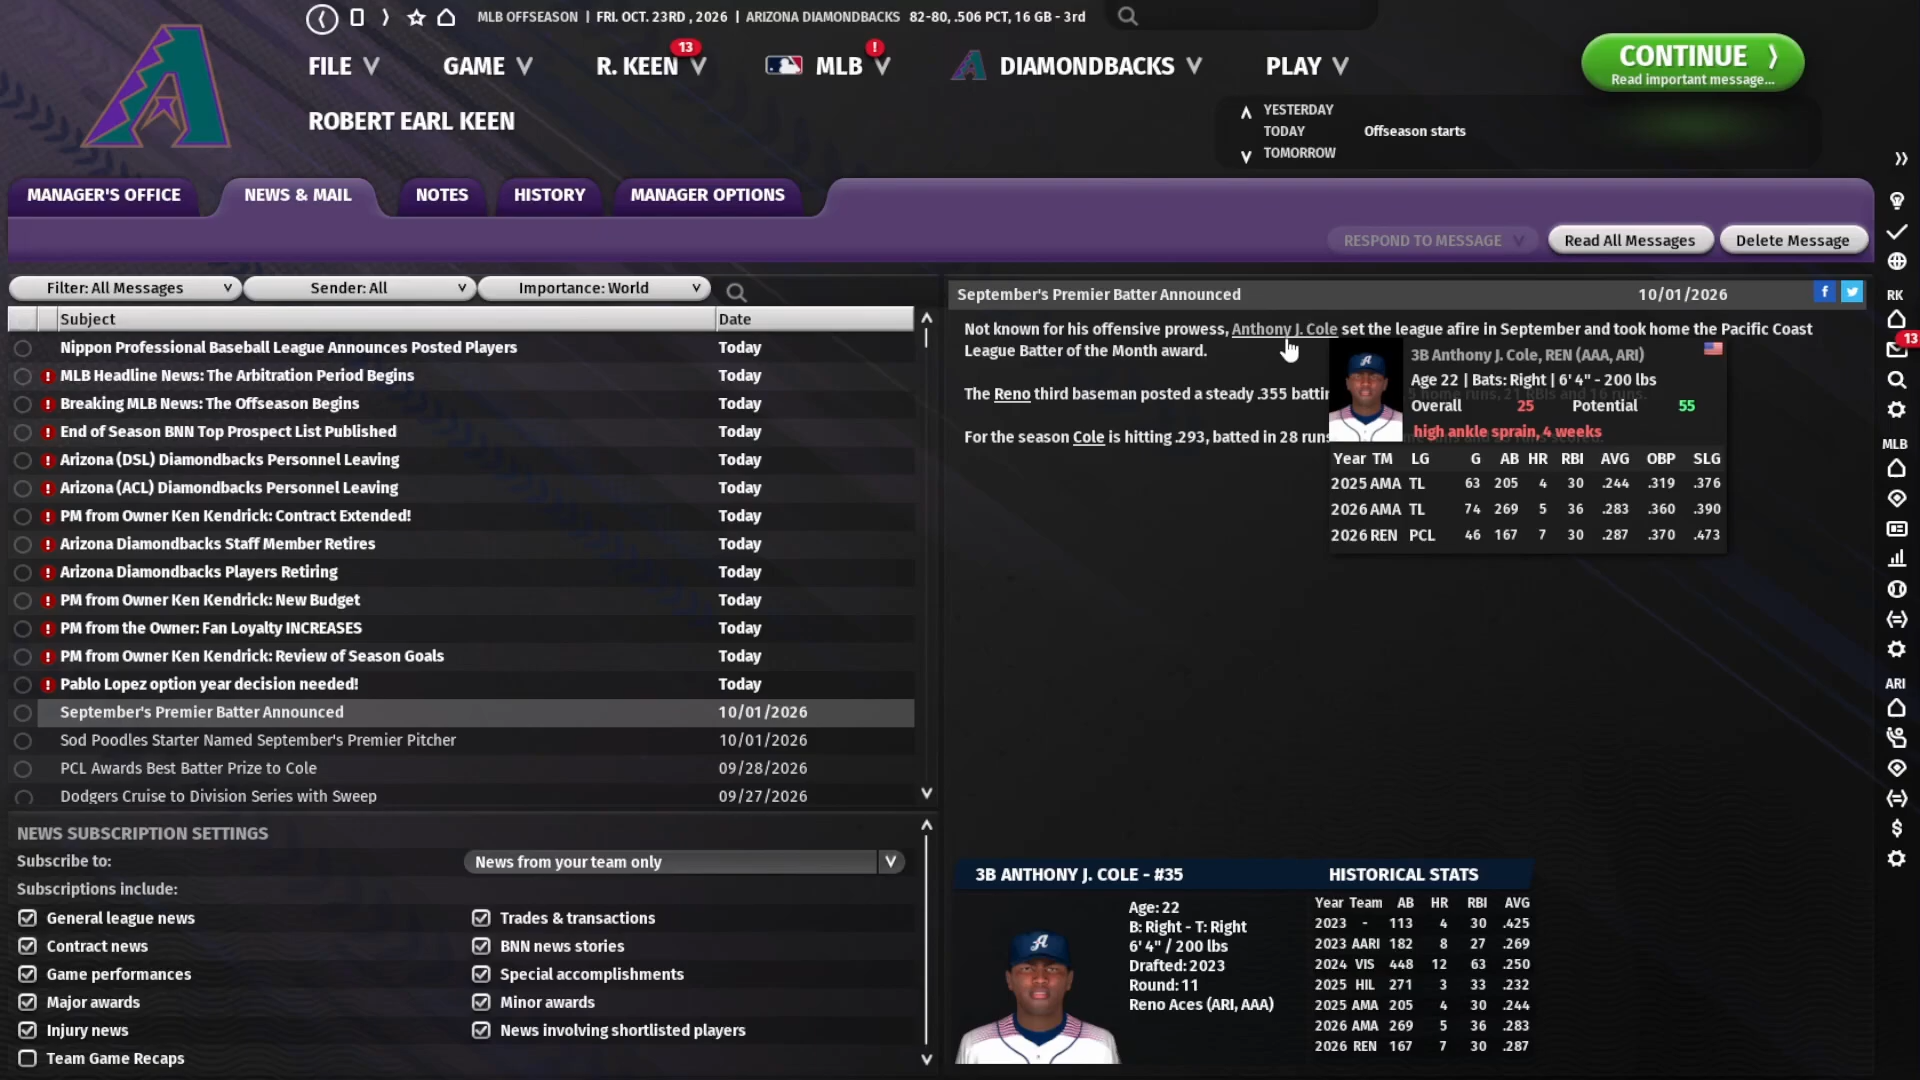 MLB OFFSEASON | FRI. OCT. 23RD , 2026 | ARIZONA DIAMONDBACKS 82-80, .506 PCT, 16 GB - 3rd
FILE
GAME
R. KEEN
13
MLB
!
DIAMONDBACKS
PLAY
CONTINUE
Read important message...
ROBERT EARL KEEN
YESTERDAY
TODAY
Offseason starts
TOMORROW
MANAGER'S OFFICE
NEWS & MAIL
NOTES
HISTORY
MANAGER OPTIONS
RESPOND TO MESSAGE
Read All Messages
Delete Message
Filter: All Messages
Sender: All
Importance: World
Subject Date
Nippon Professional Baseball League Announces Posted Players Today
! MLB Headline News: The Arbitration Period Begins Today
! Breaking MLB News: The Offseason Begins Today
! End of Season BNN Top Prospect List Published Today
! Arizona (DSL) Diamondbacks Personnel Leaving Today
! Arizona (ACL) Diamondbacks Personnel Leaving Today
! PM from Owner Ken Kendrick: Contract Extended! Today
! Arizona Diamondbacks Staff Member Retires Today
! Arizona Diamondbacks Players Retiring Today
! PM from Owner Ken Kendrick: New Budget Today
! PM from the Owner: Fan Loyalty INCREASES Today
! PM from Owner Ken Kendrick: Review of Season Goals Today
! Pablo Lopez option year decision needed! Today
September's Premier Batter Announced 10/01/2026
Sod Poodles Starter Named September's Premier Pitcher 10/01/2026
PCL Awards Best Batter Prize to Cole 09/28/2026
Dodgers Cruise to Division Series with Sweep 09/27/2026
NEWS SUBSCRIPTION SETTINGS
Subscribe to: News from your team only
Subscriptions include:
General league news
Trades & transactions
Contract news
BNN news stories
Game performances
Special accomplishments
Major awards
Minor awards
Injury news
News involving shortlisted players
Team Game Recaps
September's Premier Batter Announced 10/01/2026
Not known for his offensive prowess, Anthony J. Cole set the league afire in September and took home the Pacific Coast
League Batter of the Month award.
The Reno third baseman posted a steady .355 battin
5 home runs, 21 RBIs and 16 runs.
For the season Cole is hitting .293, batted in 28 runs
3B Anthony J. Cole, REN (AAA, ARI)
Age 22 | Bats: Right | 6' 4" - 200 lbs
Overall 25 Potential 55
high ankle sprain, 4 weeks
Year TM LG G AB HR RBI AVG OBP SLG
2025 AMA TL 63 205 4 30 .244 .319 .376
2026 AMA TL 74 269 5 36 .283 .360 .390
2026 REN PCL 46 167 7 30 .287 .370 .473
3B ANTHONY J. COLE - #35
Age: 22
B: Right - T: Right
6' 4" / 200 lbs
Drafted: 2023
Round: 11
Reno Aces (ARI, AAA)
HISTORICAL STATS
Year Team AB HR RBI AVG
2023 - 113 4 30 .425
2023 AARI 182 8 27 .269
2024 VIS 448 12 63 .250
2025 HIL 271 3 33 .232
2025 AMA 205 4 30 .244
2026 AMA 269 5 36 .283
2026 REN 167 7 30 .287
RK
13
MLB
ARI